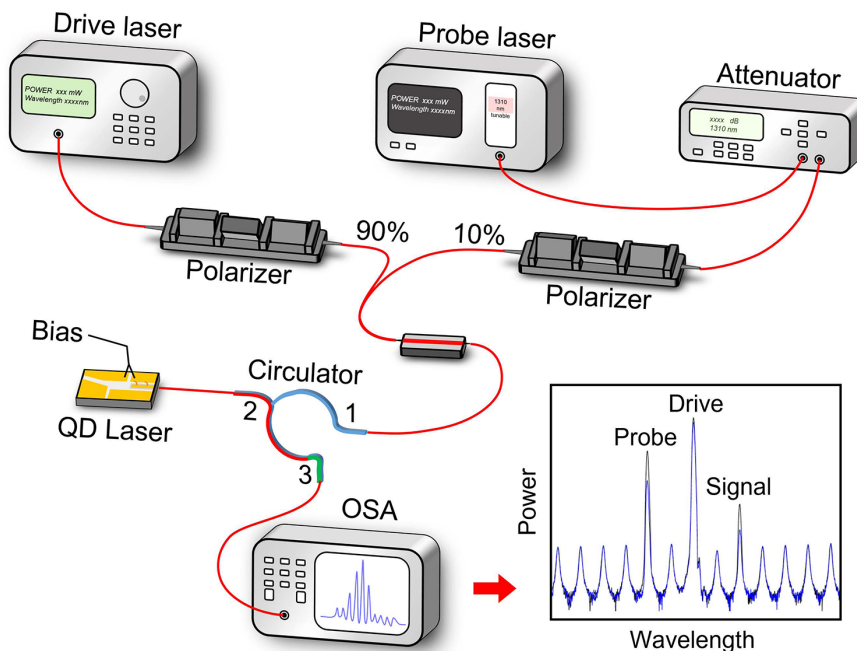 Drive laser
Probe laser
Attenuator
POWER xxx mW
Wavelength xxxxnm
POWER xxx mW
Wavelength xxxxnm
1310
nm
tunable
xxxx dB
1310 nm
90%
10%
Polarizer
Polarizer
Bias
QD Laser
Circulator
1
2
3
OSA
Drive
Probe
Signal
Power
Wavelength